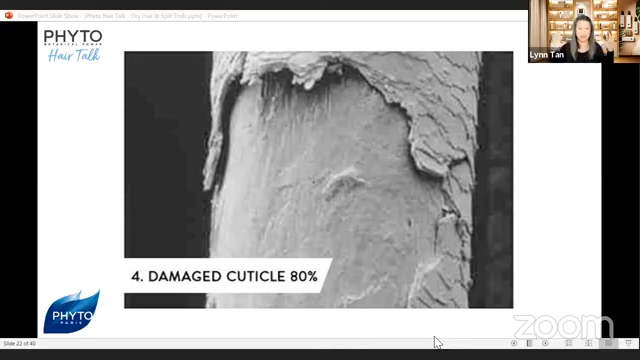 PowerPoint Slide Show - [Phyto Hair Talk - Dry Hair & Split Ends.pptx] - PowerPoint
PHYTO
BOTANICAL POWER
Hair Talk
Lynn Tan
4. DAMAGED CUTICLE 80%
PHYTO
PARIS
Slide 22 of 40
zoom